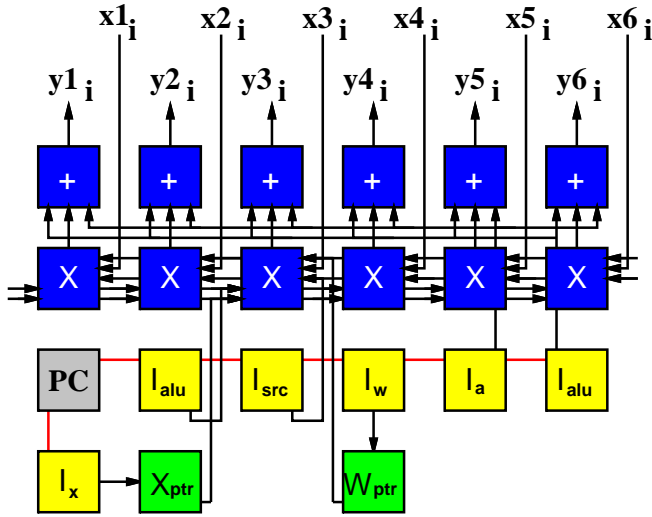 x1i x2i x3i x4i x5i x6i
y1i y2i y3i y4i y5i y6i
+ + + + + +
X X X X X X
PC Ialu Isrc Iw Ia Ialu
Ix Xptr Wptr